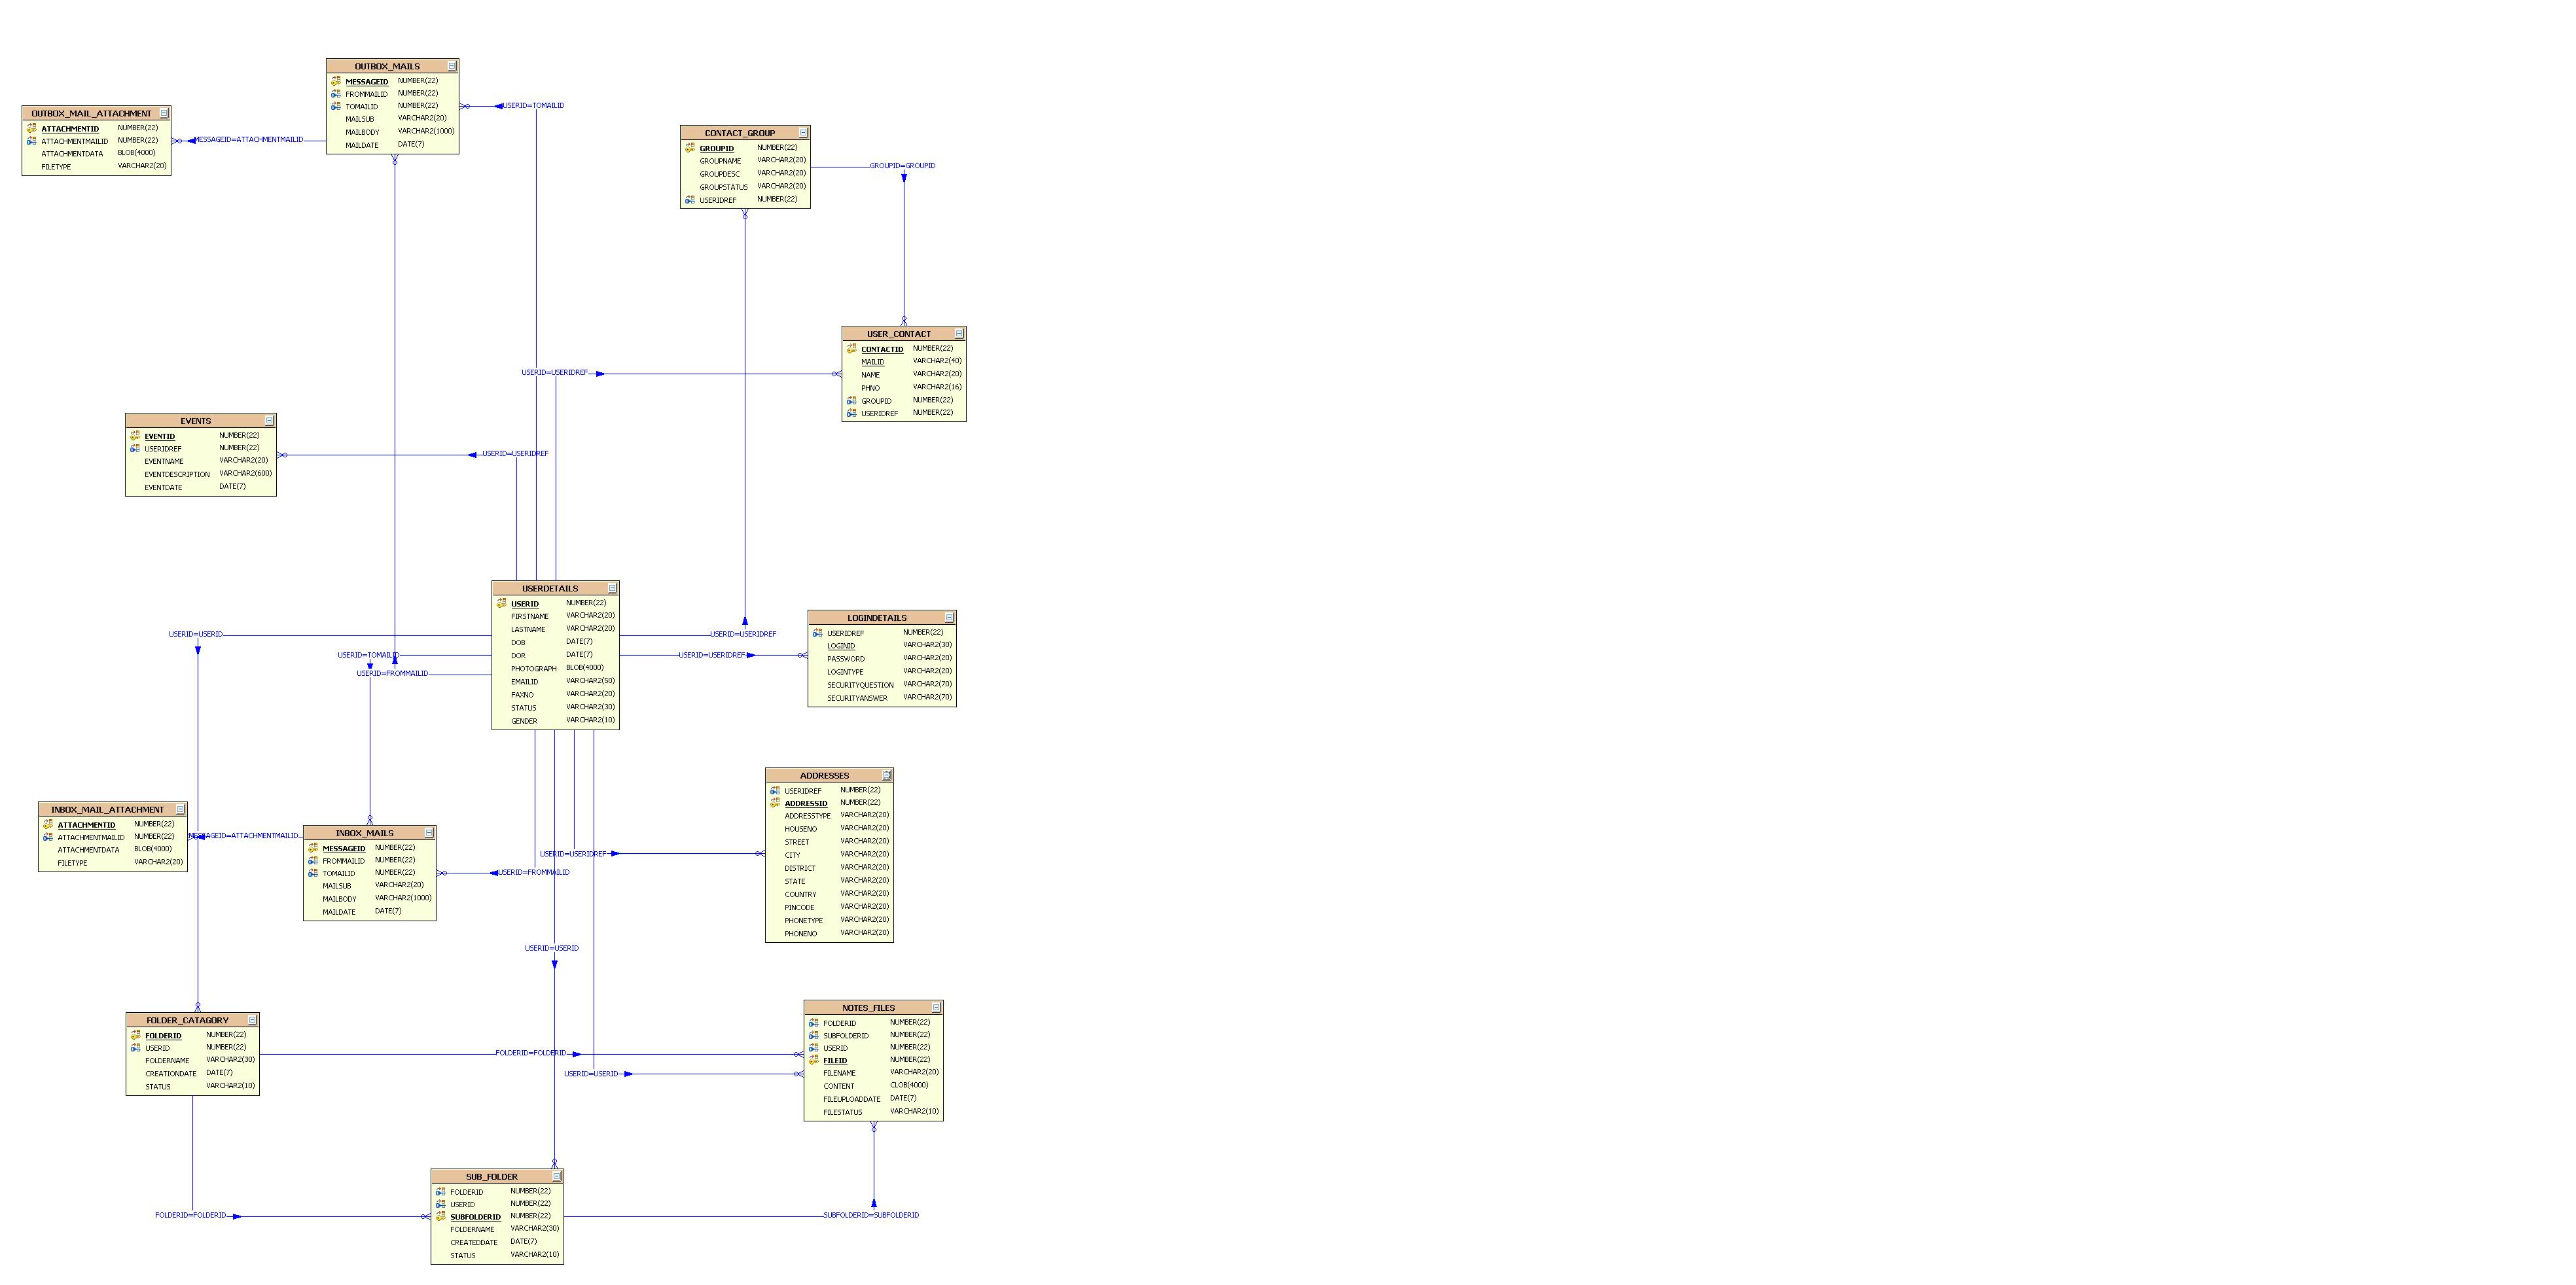 OUTBOX_MAILS
MESSAGEID NUMBER(22)
FROMMAILID NUMBER(22)
TOMAILID NUMBER(22)
MAILSUB VARCHAR2(20)
MAILBODY VARCHAR2(1000)
MAILDATE DATE(7)
USERID=TOMAILID
OUTBOX_MAIL_ATTACHMENT
ATTACHMENTID NUMBER(22)
ATTACHMENTMAILID NUMBER(22)
ATTACHMENTDATA BLOB(4000)
FILETYPE VARCHAR2(20)
MESSAGEID=ATTACHMENTMAILID
CONTACT_GROUP
GROUPID NUMBER(22)
GROUPNAME VARCHAR2(20)
GROUPDESC VARCHAR2(20)
GROUPSTATUS VARCHAR2(20)
USERIDREF NUMBER(22)
GROUPID=GROUPID
USER_CONTACT
CONTACTID NUMBER(22)
MAILID VARCHAR2(40)
NAME VARCHAR2(20)
PHNO VARCHAR2(16)
GROUPID NUMBER(22)
USERIDREF NUMBER(22)
USERID=USERIDREF
EVENTS
EVENTID NUMBER(22)
USERIDREF NUMBER(22)
EVENTNAME VARCHAR2(20)
EVENTDESCRIPTION VARCHAR2(600)
EVENTDATE DATE(7)
USERID=USERIDREF
USERDETAILS
USERID NUMBER(22)
FIRSTNAME VARCHAR2(20)
LASTNAME VARCHAR2(20)
DOB DATE(7)
DOR DATE(7)
PHOTOGRAPH BLOB(4000)
EMAILID VARCHAR2(50)
FAXNO VARCHAR2(20)
STATUS VARCHAR2(30)
GENDER VARCHAR2(10)
USERID=USERID
USERID=TOMAILID
USERID=FROMMAILID
USERID=USERIDREF
USERID=USERIDREF
LOGINDETAILS
USERIDREF NUMBER(22)
LOGINID VARCHAR2(30)
PASSWORD VARCHAR2(20)
LOGINTYPE VARCHAR2(20)
SECURITYQUESTION VARCHAR2(70)
SECURITYANSWER VARCHAR2(70)
ADDRESSES
USERIDREF NUMBER(22)
ADDRESSID NUMBER(22)
ADDRESSTYPE VARCHAR2(20)
HOUSENO VARCHAR2(20)
STREET VARCHAR2(20)
CITY VARCHAR2(20)
DISTRICT VARCHAR2(20)
STATE VARCHAR2(20)
COUNTRY VARCHAR2(20)
PINCODE VARCHAR2(20)
PHONETYPE VARCHAR2(20)
PHONENO VARCHAR2(20)
INBOX_MAIL_ATTACHMENT
ATTACHMENTID NUMBER(22)
ATTACHMENTMAILID NUMBER(22)
ATTACHMENTDATA BLOB(4000)
FILETYPE VARCHAR2(20)
MESSAGEID=ATTACHMENTMAILID
INBOX_MAILS
MESSAGEID NUMBER(22)
FROMMAILID NUMBER(22)
TOMAILID NUMBER(22)
MAILSUB VARCHAR2(20)
MAILBODY VARCHAR2(1000)
MAILDATE DATE(7)
USERID=USERIDREF
USERID=FROMMAILID
USERID=USERID
FOLDER_CATAGORY
FOLDERID NUMBER(22)
USERID NUMBER(22)
FOLDERNAME VARCHAR2(30)
CREATIONDATE DATE(7)
STATUS VARCHAR2(10)
FOLDERID=FOLDERID
USERID=USERID
NOTES_FILES
FOLDERID NUMBER(22)
SUBFOLDERID NUMBER(22)
USERID NUMBER(22)
FILEID NUMBER(22)
FILENAME VARCHAR2(20)
CONTENT CLOB(4000)
FILEUPLOADDATE DATE(7)
FILESTATUS VARCHAR2(10)
SUB_FOLDER
FOLDERID NUMBER(22)
USERID NUMBER(22)
SUBFOLDERID NUMBER(22)
FOLDERNAME VARCHAR2(30)
CREATEDDATE DATE(7)
STATUS VARCHAR2(10)
FOLDERID=FOLDERID
SUBFOLDERID=SUBFOLDERID